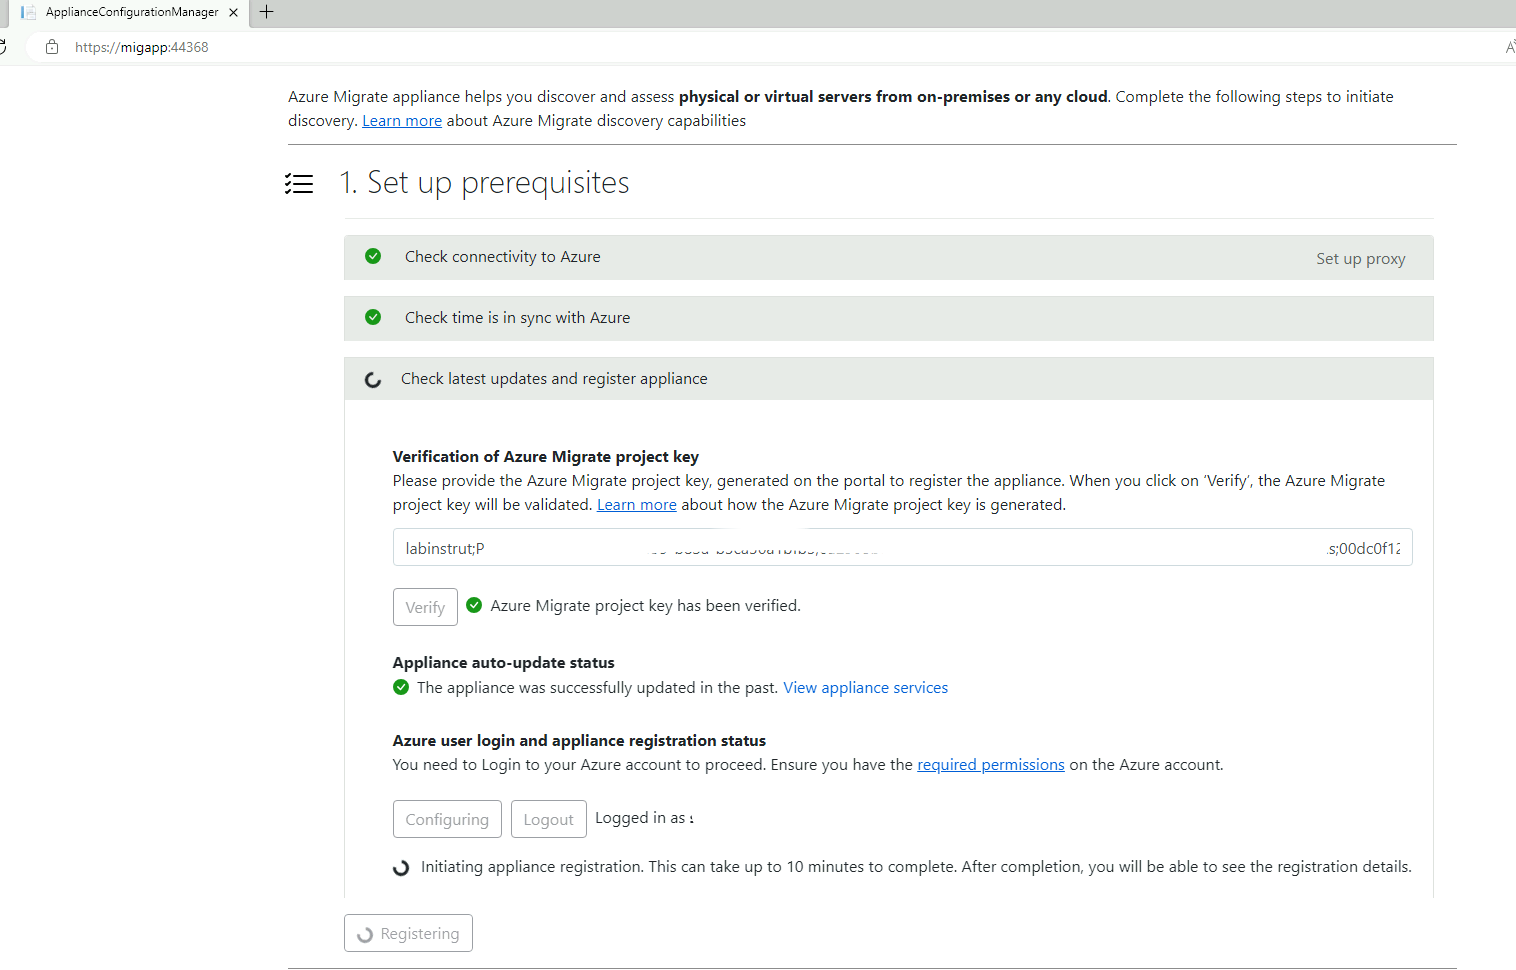 ApplianceConfigurationManager
https://migapp:44368
Azure Migrate appliance helps you discover and assess physical or virtual servers from on-premises or any cloud. Complete the following steps to initiate
discovery. Learn more about Azure Migrate discovery capabilities
1. Set up prerequisites
Check connectivity to Azure
Set up proxy
Check time is in sync with Azure
Check latest updates and register appliance
Verification of Azure Migrate project key
Please provide the Azure Migrate project key, generated on the portal to register the appliance. When you click on ‘Verify’, the Azure Migrate
project key will be validated. Learn more about how the Azure Migrate project key is generated.
labinstrut;P s;00dc0f12
Verify
Azure Migrate project key has been verified.
Appliance auto-update status
The appliance was successfully updated in the past. View appliance services
Azure user login and appliance registration status
You need to Login to your Azure account to proceed. Ensure you have the required permissions on the Azure account.
Configuring
Logout
Logged in as
Initiating appliance registration. This can take up to 10 minutes to complete. After completion, you will be able to see the registration details.
Registering